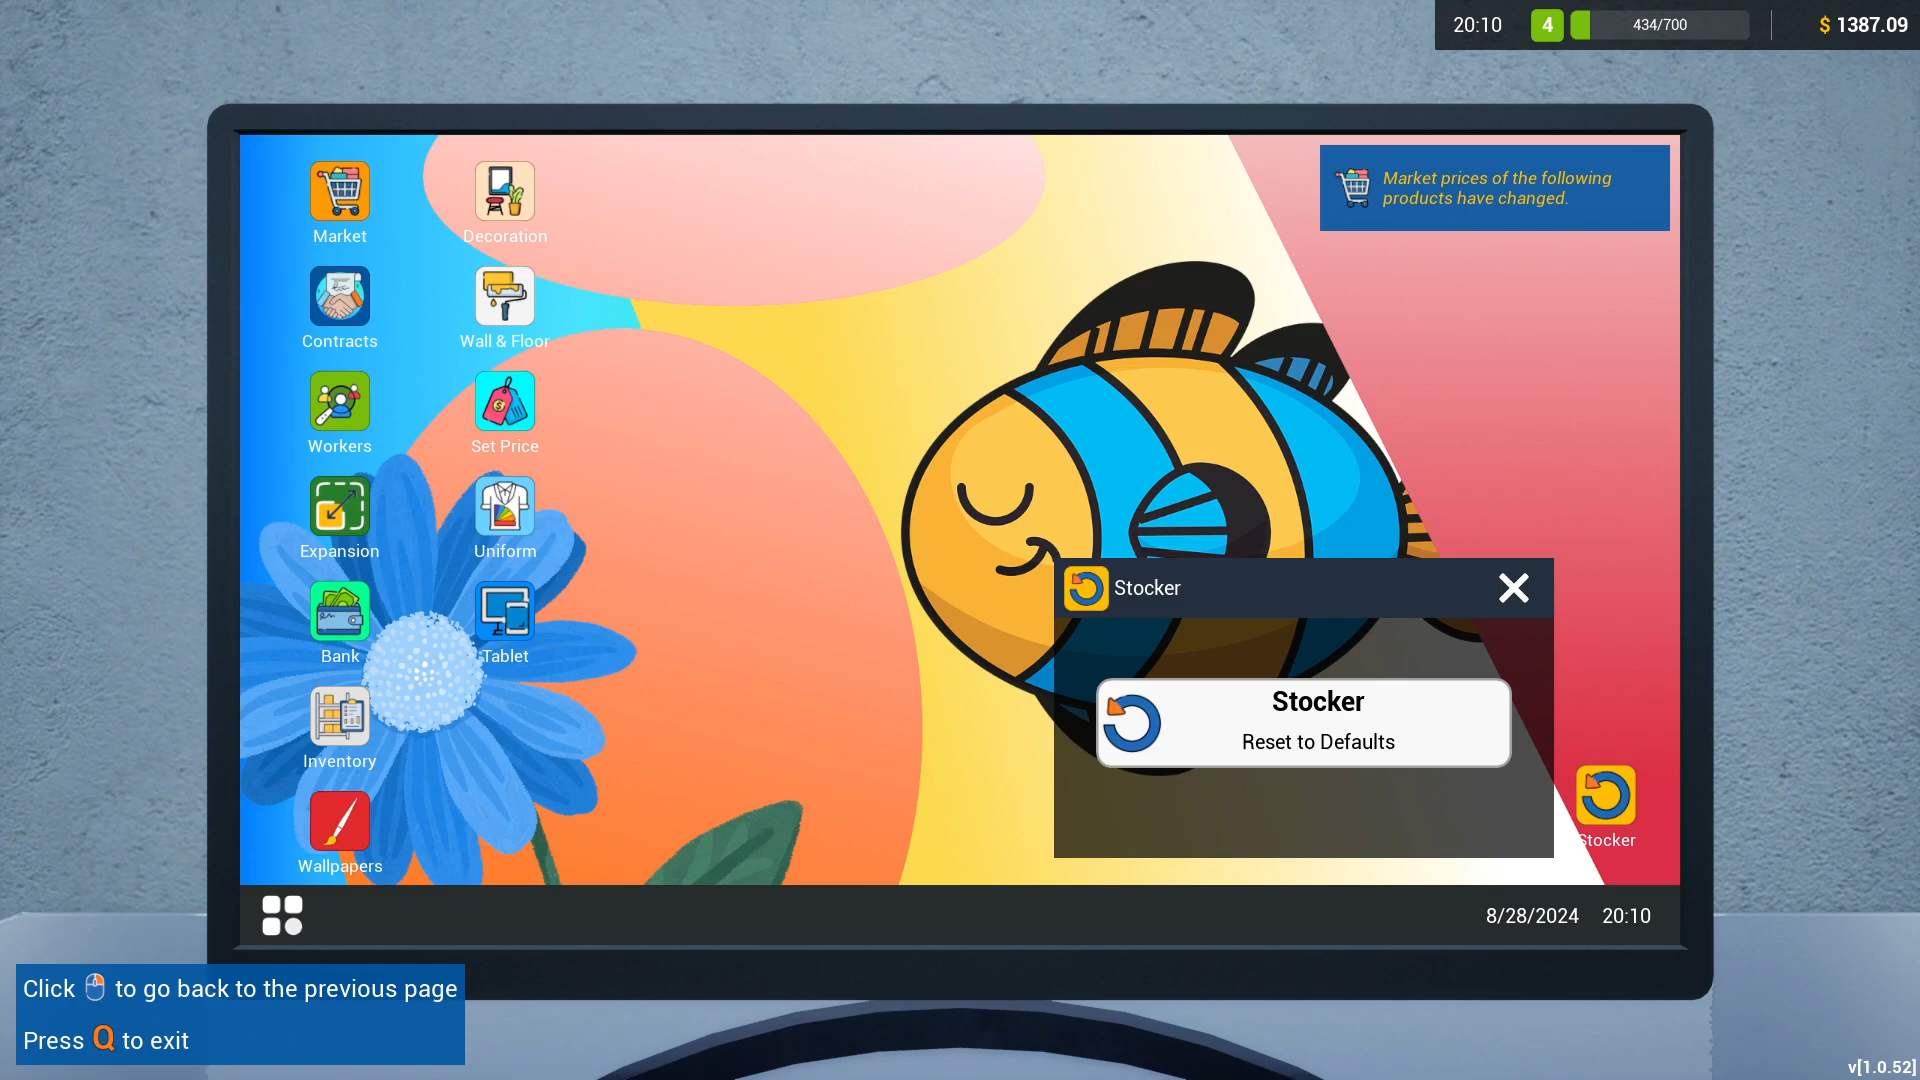 20:10
4
434/700
$ 1387.09
Market
Decoration
Market prices of the following
products have changed.
Contracts
Wall & Floor
Workers
Set Price
Expansion
Uniform
Stocker
Bank
Tablet
Stocker
Reset to Defaults
Inventory
Stocker
Wallpapers
8/28/2024
20:10
Click to go back to the previous page
Press Q to exit
v[1.0.52]